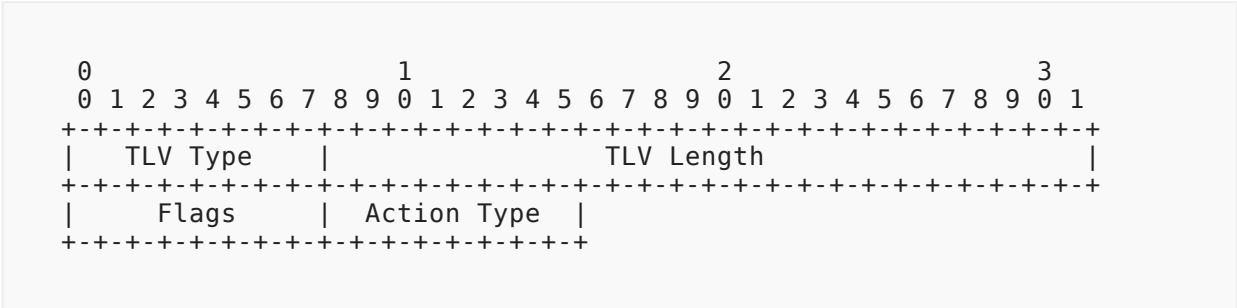 0                   1                   2                   3
 0 1 2 3 4 5 6 7 8 9 0 1 2 3 4 5 6 7 8 9 0 1 2 3 4 5 6 7 8 9 0 1
+-+-+-+-+-+-+-+-+-+-+-+-+-+-+-+-+-+-+-+-+-+-+-+-+-+-+-+-+-+-+-+-+
|   TLV Type    |                 TLV Length                    |
+-+-+-+-+-+-+-+-+-+-+-+-+-+-+-+-+-+-+-+-+-+-+-+-+-+-+-+-+-+-+-+-+
|     Flags     |  Action Type  |
+-+-+-+-+-+-+-+-+-+-+-+-+-+-+-+-+